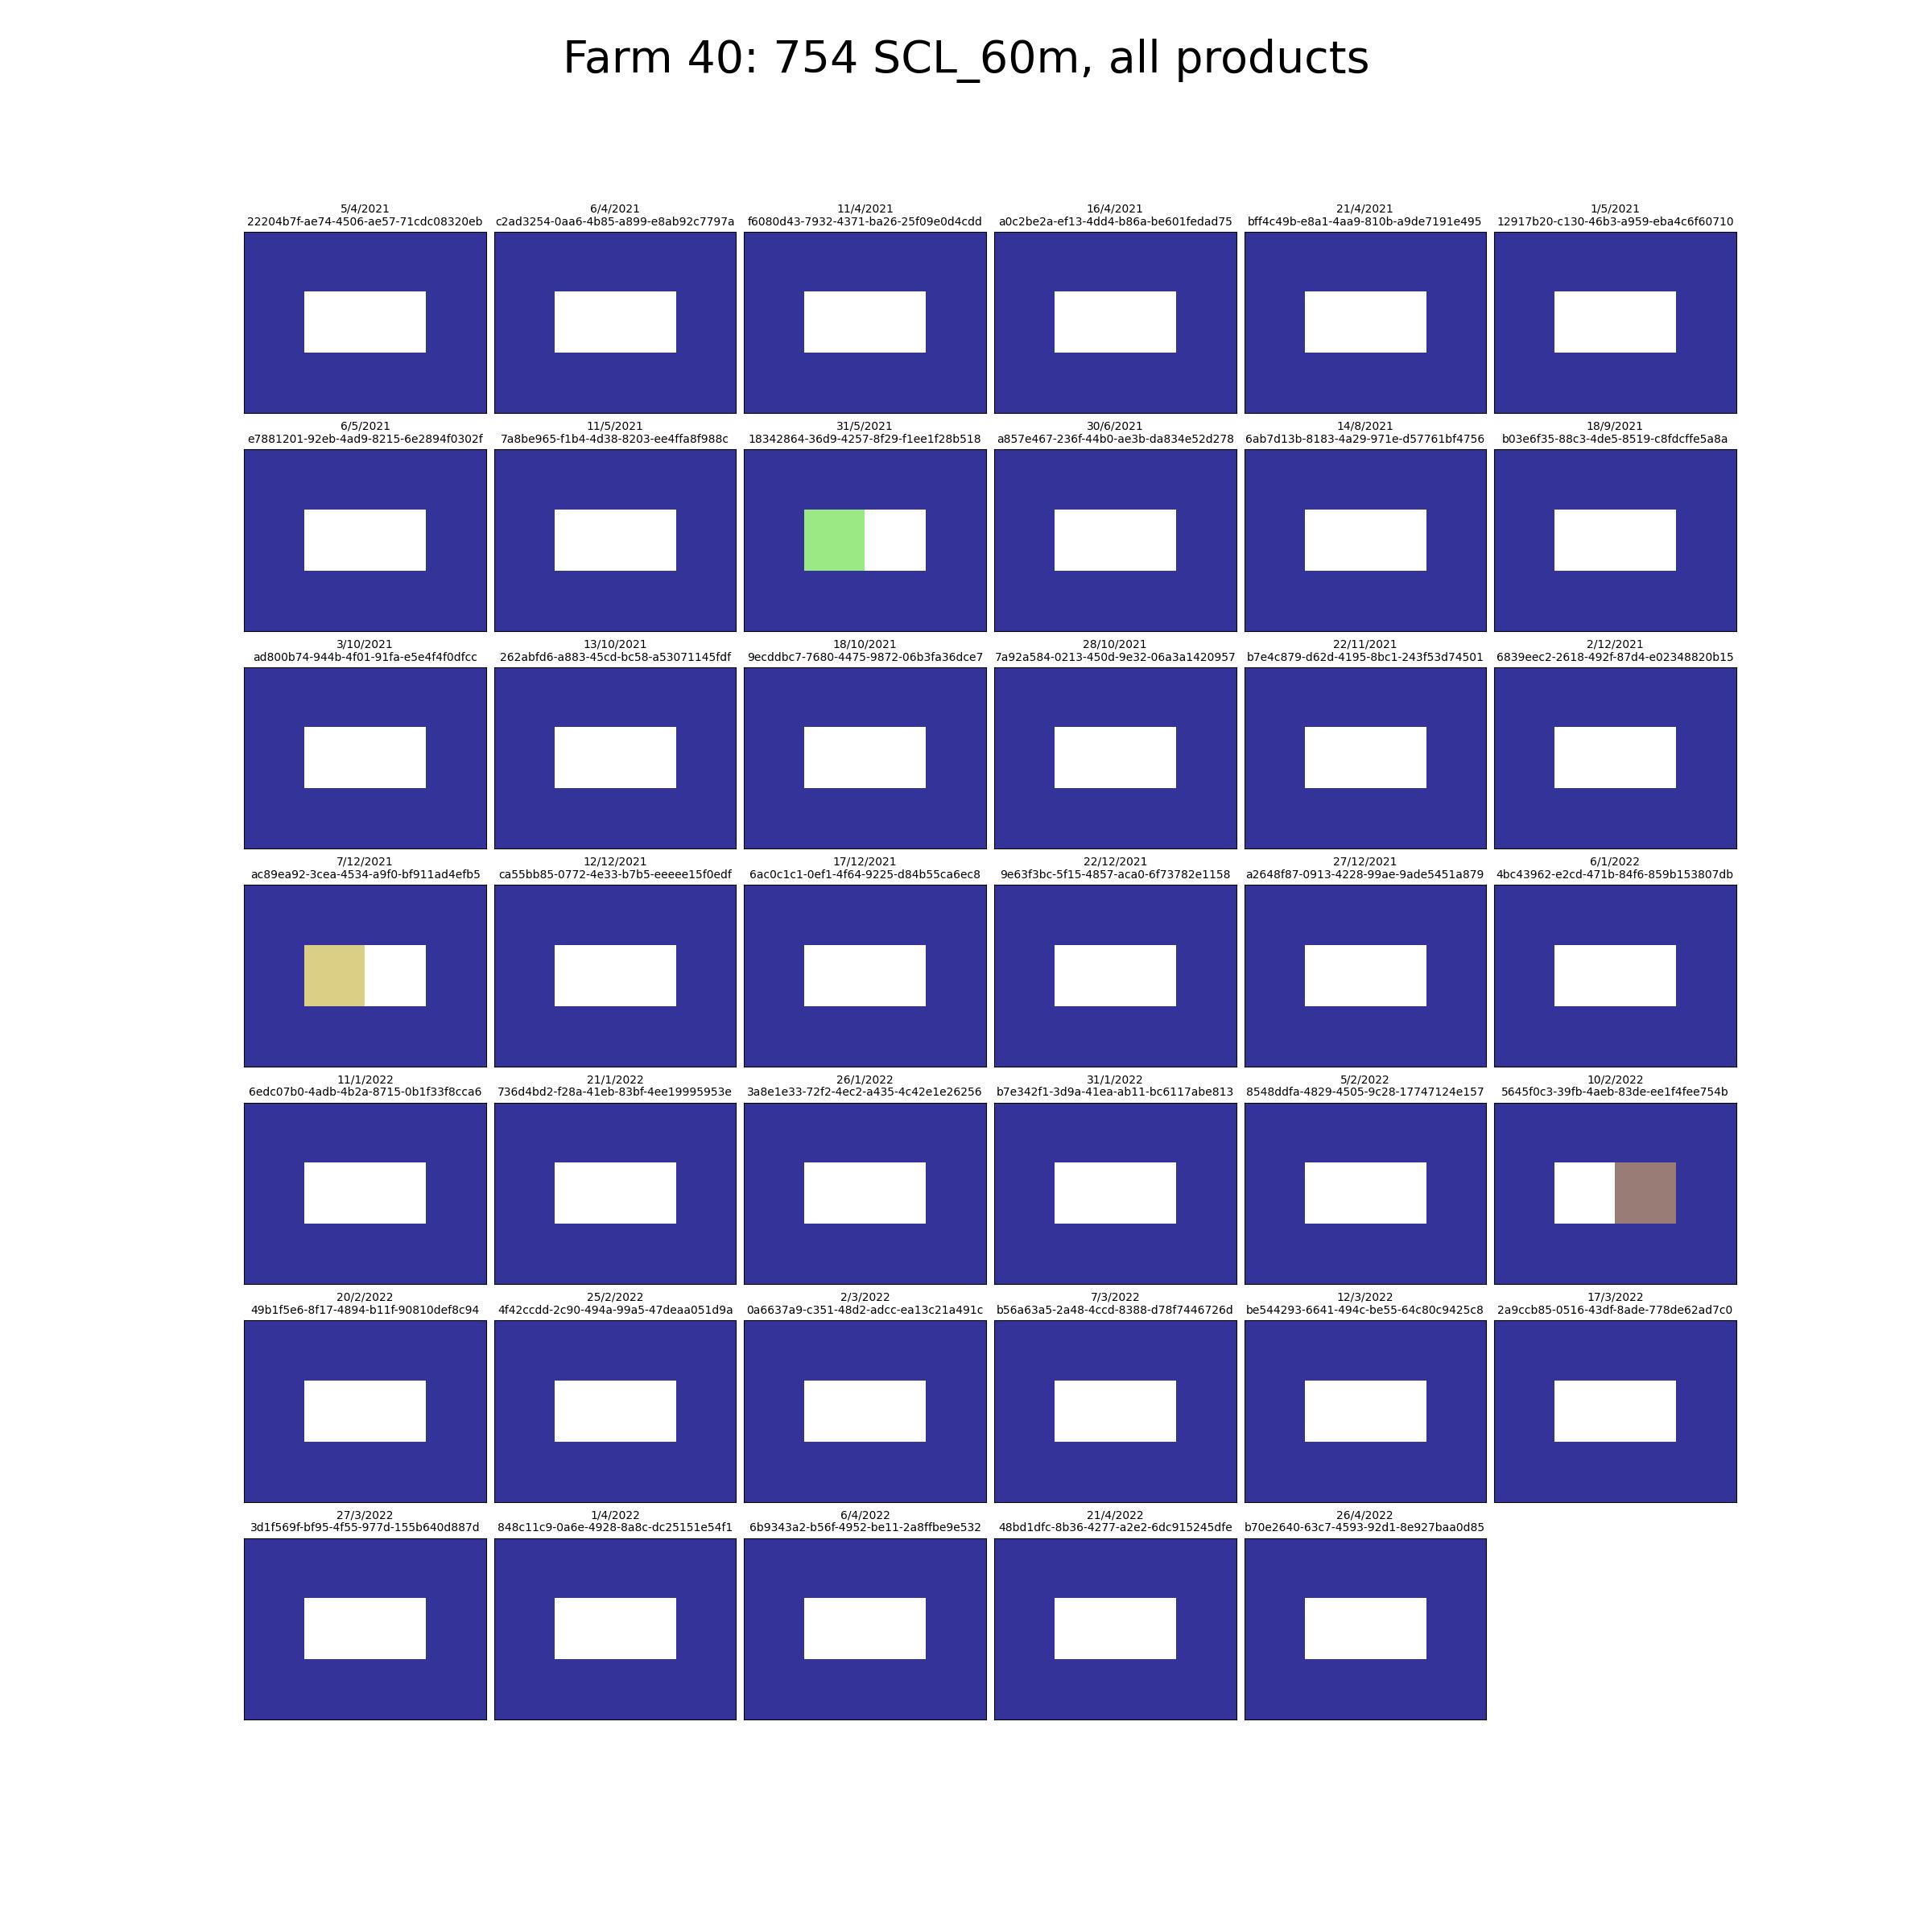 Farm 40: 754 SCL_60m, all products
5/4/2021
22204b7f-ae74-4506-ae57-71cdc08320eb
6/4/2021
c2ad3254-0aa6-4b85-a899-e8ab92c7797a
11/4/2021
f6080d43-7932-4371-ba26-25f09e0d4cdd
16/4/2021
a0c2be2a-ef13-4dd4-b86a-be601fedad75
21/4/2021
bff4c49b-e8a1-4aa9-810b-a9de7191e495
1/5/2021
12917b20-c130-46b3-a959-eba4c6f60710
6/5/2021
e7881201-92eb-4ad9-8215-6e2894f0302f
11/5/2021
7a8be965-f1b4-4d38-8203-ee4ffa8f988c
31/5/2021
18342864-36d9-4257-8f29-f1ee1f28b518
30/6/2021
a857e467-236f-44b0-ae3b-da834e52d278
14/8/2021
6ab7d13b-8183-4a29-971e-d57761bf4756
18/9/2021
b03e6f35-88c3-4de5-8519-c8fdcffe5a8a
3/10/2021
ad800b74-944b-4f01-91fa-e5e4f4f0dfcc
13/10/2021
262abfd6-a883-45cd-bc58-a53071145fdf
18/10/2021
9ecddbc7-7680-4475-9872-06b3fa36dce7
28/10/2021
7a92a584-0213-450d-9e32-06a3a1420957
22/11/2021
b7e4c879-d62d-4195-8bc1-243f53d74501
2/12/2021
6839eec2-2618-492f-87d4-e02348820b15
7/12/2021
ac89ea92-3cea-4534-a9f0-bf911ad4efb5
12/12/2021
ca55bb85-0772-4e33-b7b5-eeeee15f0edf
17/12/2021
6ac0c1c1-0ef1-4f64-9225-d84b55ca6ec8
22/12/2021
9e63f3bc-5f15-4857-aca0-6f73782e1158
27/12/2021
a2648f87-0913-4228-99ae-9ade5451a879
6/1/2022
4bc43962-e2cd-471b-84f6-859b153807db
11/1/2022
6edc07b0-4adb-4b2a-8715-0b1f33f8cca6
21/1/2022
736d4bd2-f28a-41eb-83bf-4ee19995953e
26/1/2022
3a8e1e33-72f2-4ec2-a435-4c42e1e26256
31/1/2022
b7e342f1-3d9a-41ea-ab11-bc6117abe813
5/2/2022
8548ddfa-4829-4505-9c28-17747124e157
10/2/2022
5645f0c3-39fb-4aeb-83de-ee1f4fee754b
20/2/2022
49b1f5e6-8f17-4894-b11f-90810def8c94
25/2/2022
4f42ccdd-2c90-494a-99a5-47deaa051d9a
2/3/2022
0a6637a9-c351-48d2-adcc-ea13c21a491c
7/3/2022
b56a63a5-2a48-4ccd-8388-d78f7446726d
12/3/2022
be544293-6641-494c-be55-64c80c9425c8
17/3/2022
2a9ccb85-0516-43df-8ade-778de62ad7c0
27/3/2022
3d1f569f-bf95-4f55-977d-155b640d887d
1/4/2022
848c11c9-0a6e-4928-8a8c-dc25151e54f1
6/4/2022
6b9343a2-b56f-4952-be11-2a8ffbe9e532
21/4/2022
48bd1dfc-8b36-4277-a2e2-6dc915245dfe
26/4/2022
b70e2640-63c7-4593-92d1-8e927baa0d85